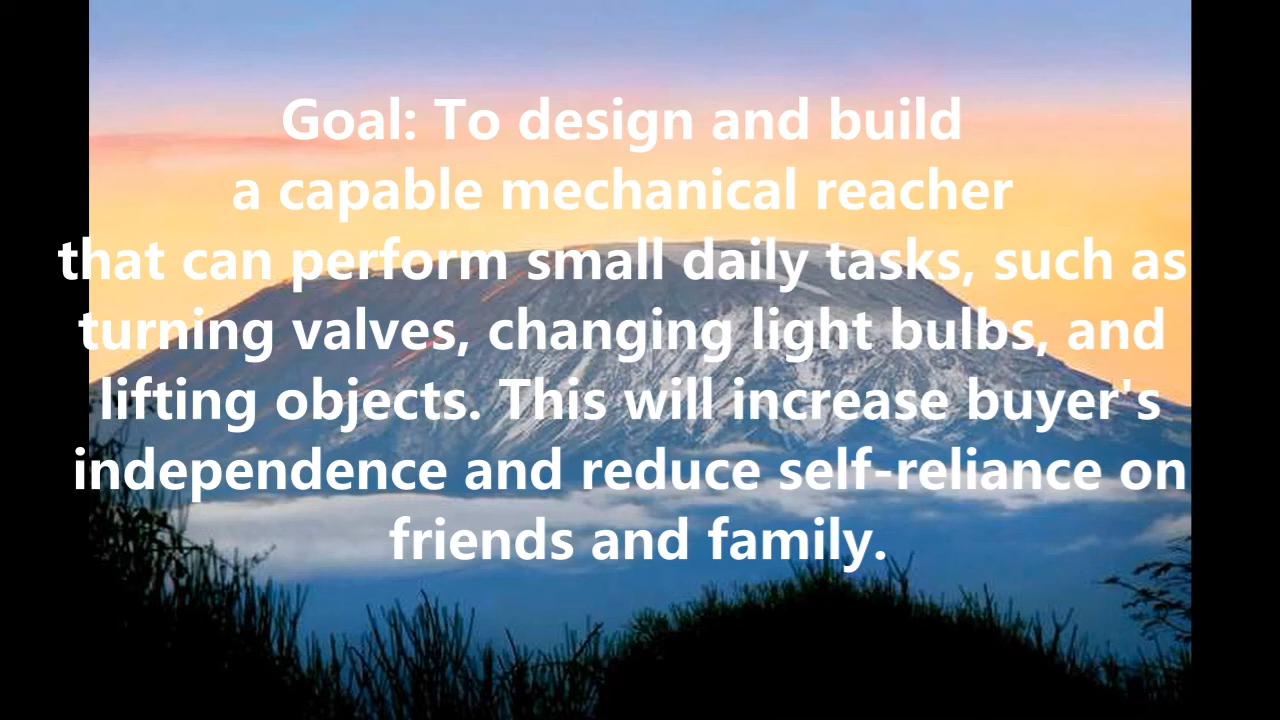 Goal: To design and build
a capable mechanical reacher
that can perform small daily tasks, such as
turning valves, changing light bulbs, and
lifting objects. This will increase buyer's
independence and reduce self-reliance on
friends and family.